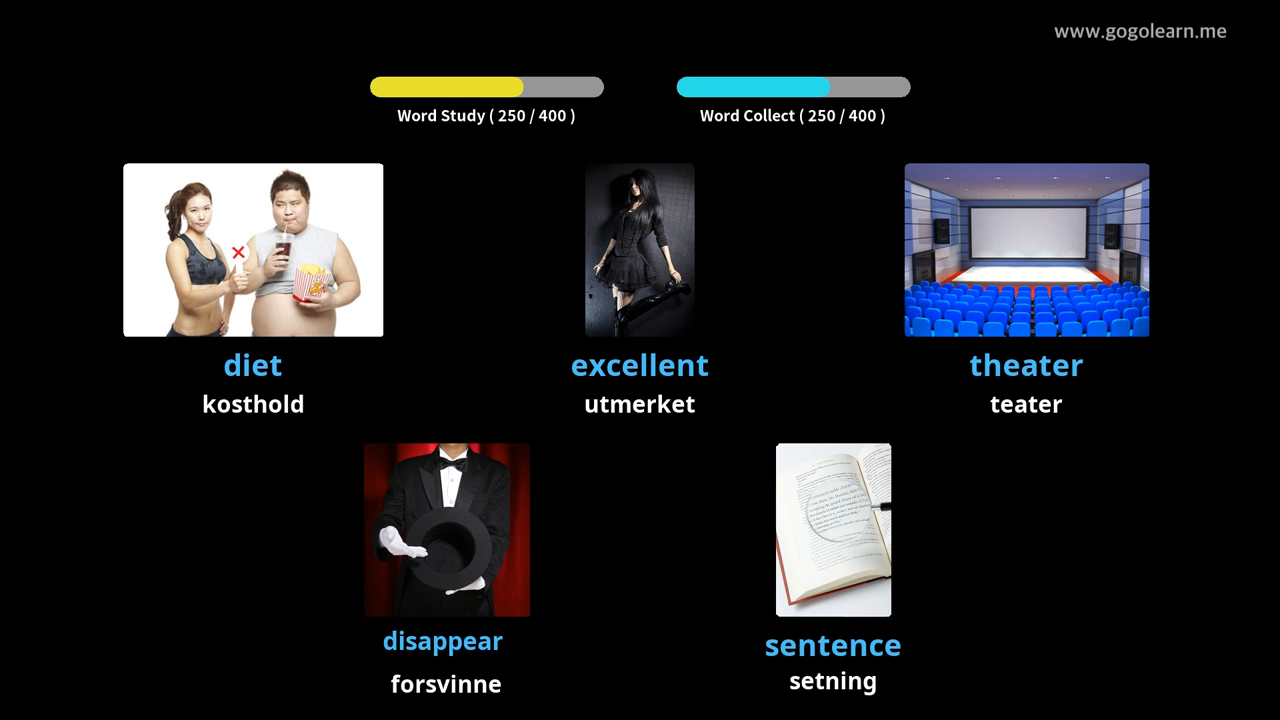 www.gogolearn.me
Word Study ( 250 / 400 )
Word Collect ( 250 / 400 )
diet
kosthold
excellent
utmerket
theater
teater
disappear
forsvinne
sentence
setning